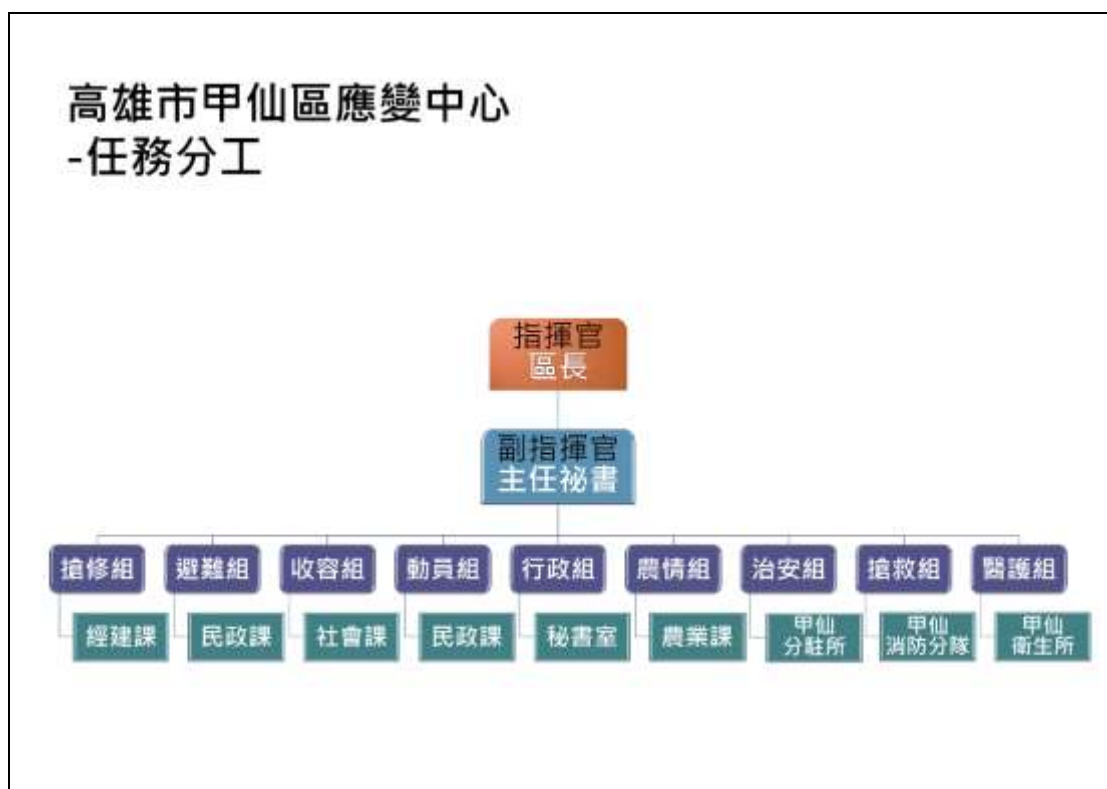 高雄市甲仙區應變中心
-任務分工
指揮官
區長
副指揮官
主任祕書
搶修組
避難組
收容組
動員組
行政組
農情組
治安組
搶救組
醫護組
經建課
民政課
社會課
民政課
秘書室
農業課
甲仙
分駐所
甲仙
消防分隊
甲仙
衛生所